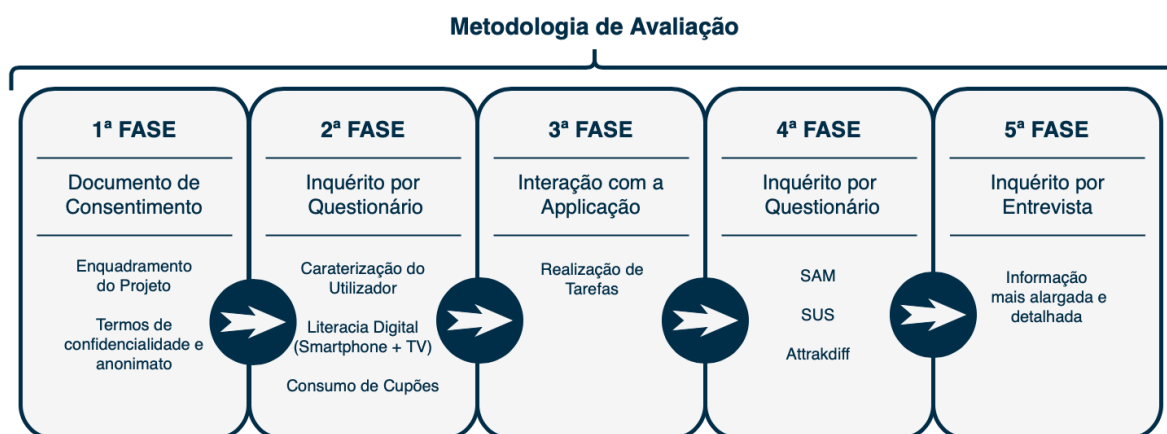 Metodologia de Avaliação
1ª FASE
Documento de
Consentimento
Enquadramento
do Projeto
Termos de
confidencialidade e
anonimato
2ª FASE
Inquérito por
Questionário
Caraterização do
Utilizador
Literacia Digital
(Smartphone + TV)
Consumo de Cupões
3ª FASE
Interação com a
Applicação
Realização de
Tarefas
4ª FASE
Inquérito por
Questionário
SAM
SUS
Attrakdiff
5ª FASE
Inquérito por
Entrevista
Informação
mais alargada e
detalhada